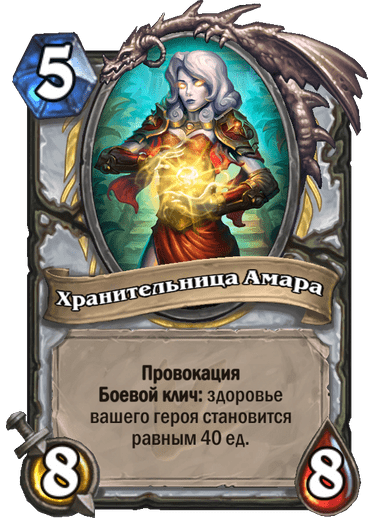 5
Хранительница Амара
Провокация
Боевой клич: здоровье
вашего героя становится
равным 40 ед.
8 8